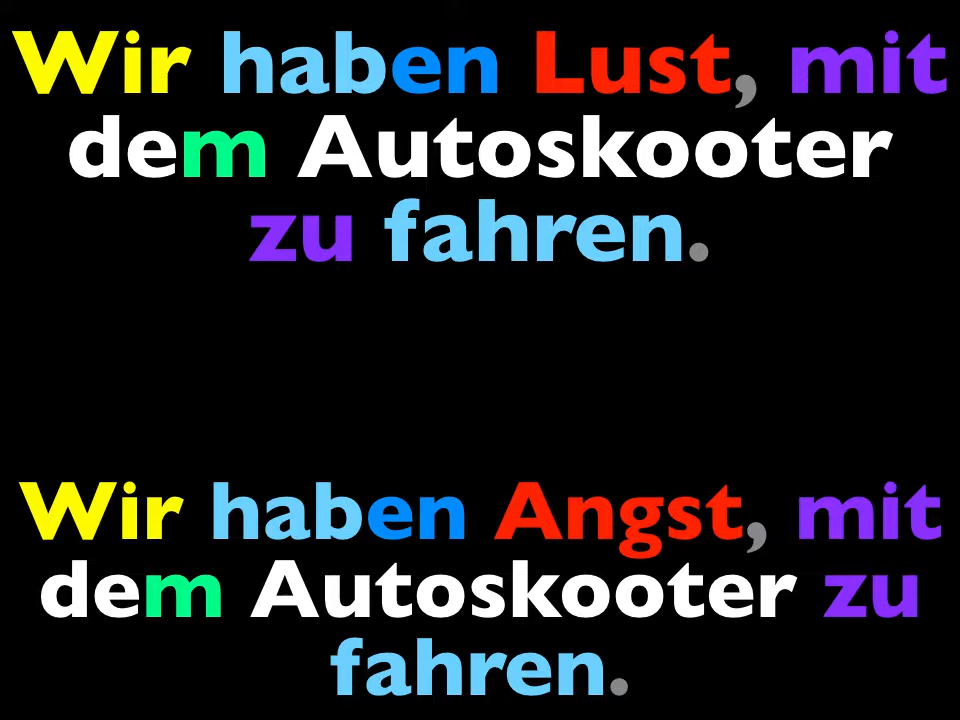 Wir haben Lust, mit
dem Autoskooter
zu fahren.
Wir haben Angst, mit
dem Autoskooter zu
fahren.